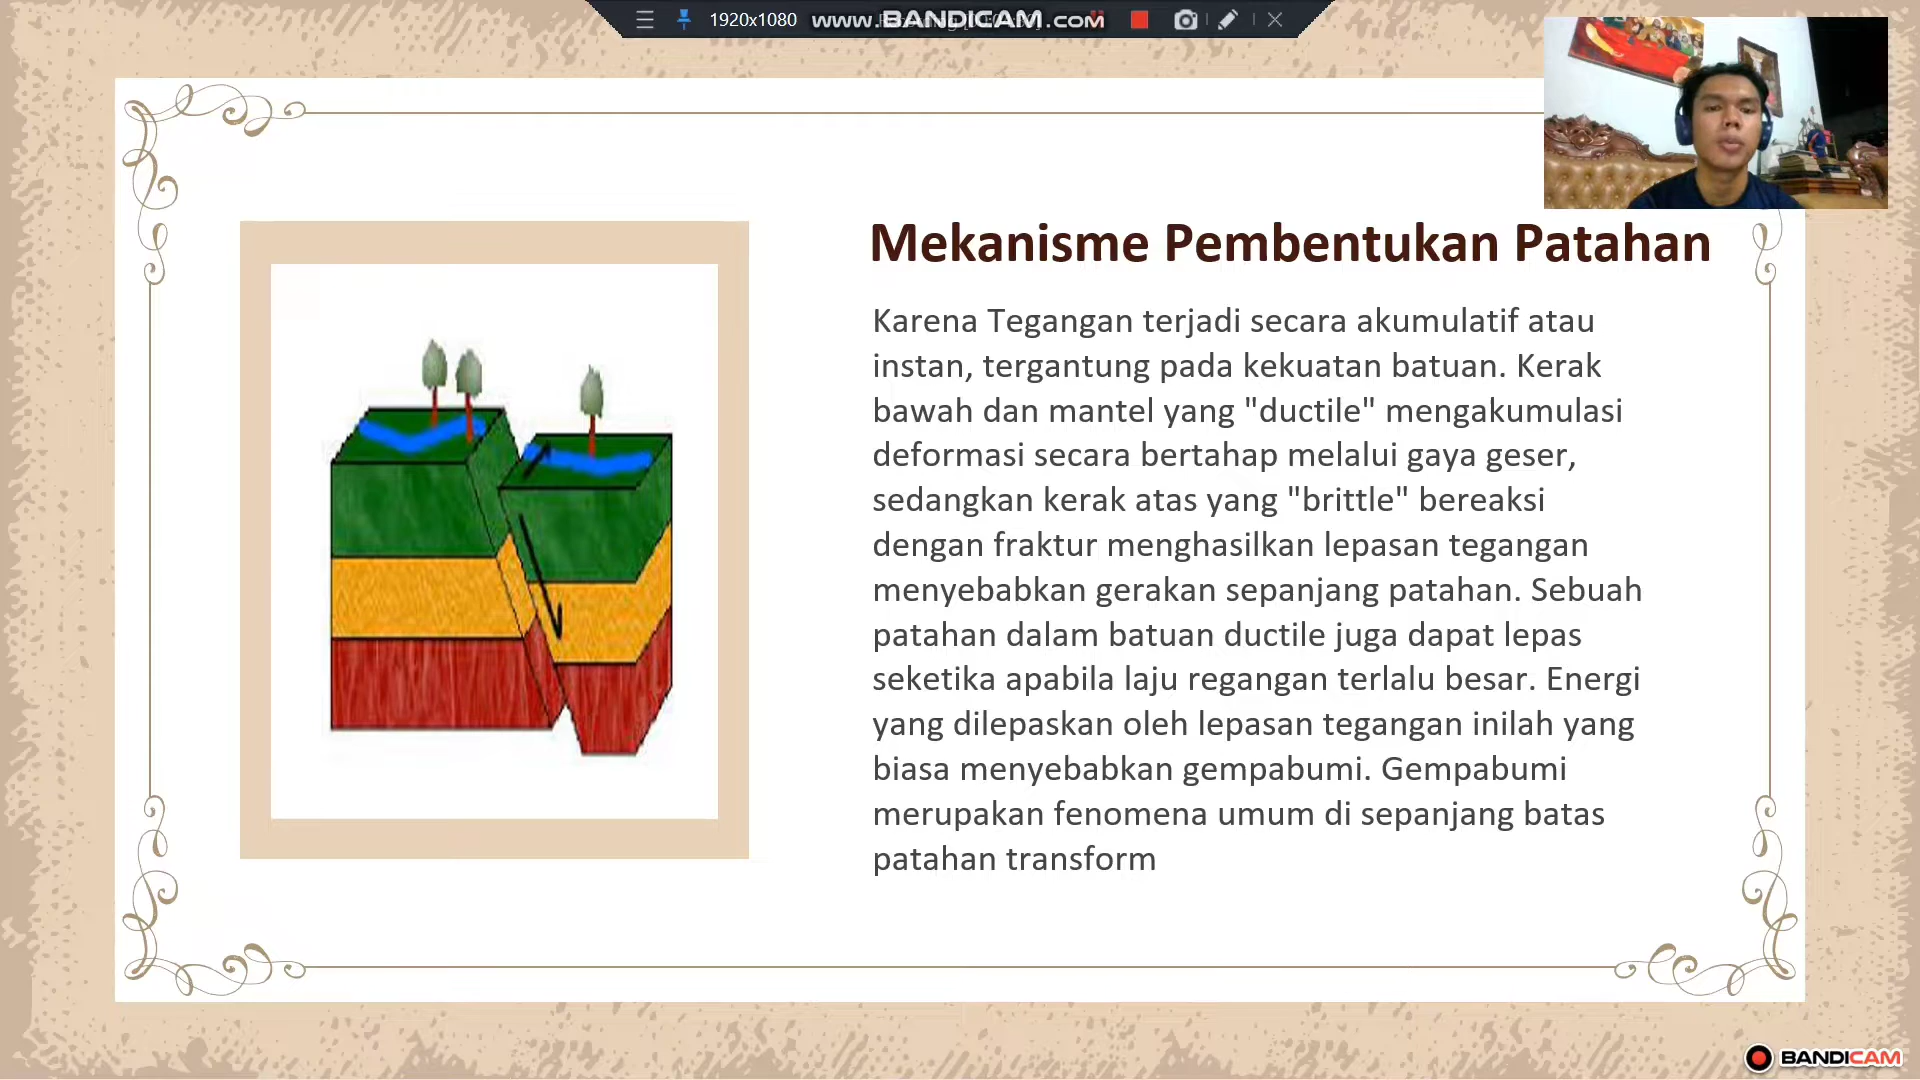 1920x1080
www.BANDICAM.com
Mekanisme Pembentukan Patahan
Karena Tegangan terjadi secara akumulatif atau
instan, tergantung pada kekuatan batuan. Kerak
bawah dan mantel yang "ductile" mengakumulasi
deformasi secara bertahap melalui gaya geser,
sedangkan kerak atas yang "brittle" bereaksi
dengan fraktur menghasilkan lepasan tegangan
menyebabkan gerakan sepanjang patahan. Sebuah
patahan dalam batuan ductile juga dapat lepas
seketika apabila laju regangan terlalu besar. Energi
yang dilepaskan oleh lepasan tegangan inilah yang
biasa menyebabkan gempabumi. Gempabumi
merupakan fenomena umum di sepanjang batas
patahan transform
BANDICAM